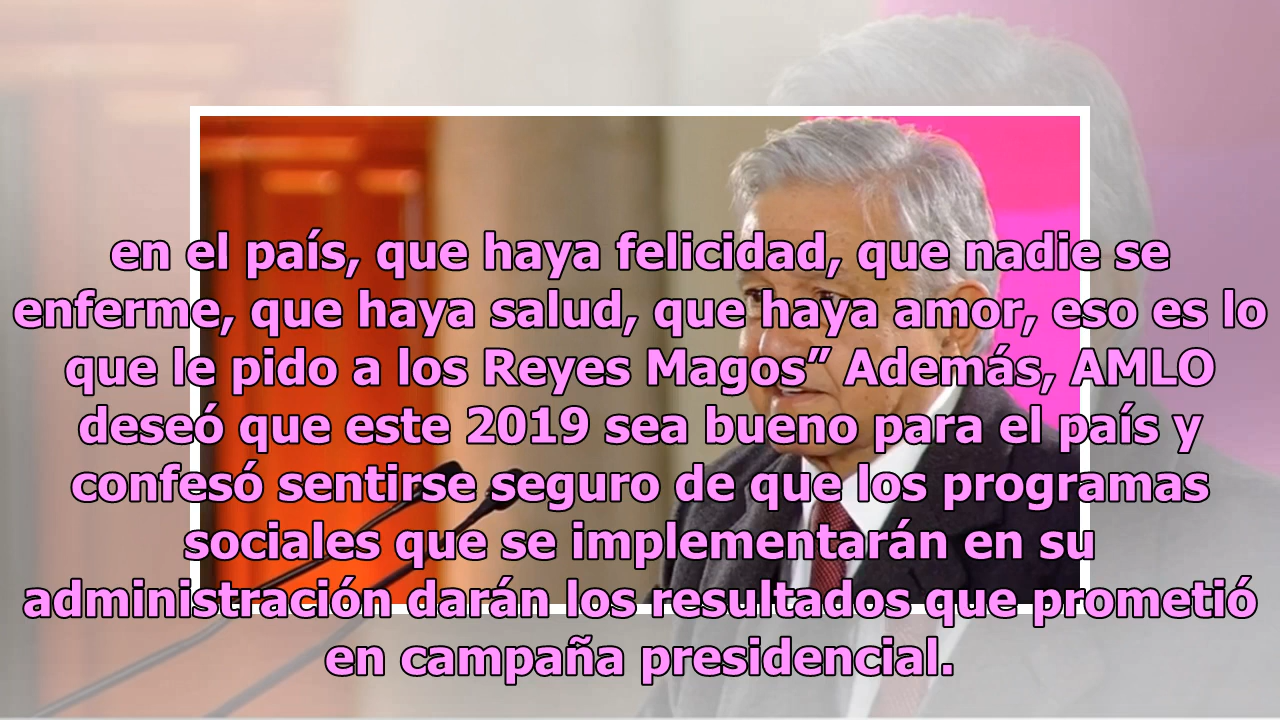 en el país, que haya felicidad, que nadie se
enferme, que haya salud, que haya amor, eso es lo
que le pido a los Reyes Magos” Además, AMLO
deseó que este 2019 sea bueno para el país y
confesó sentirse seguro de que los programas
sociales que se implementarán en su
administración darán los resultados que prometió
en campaña presidencial.